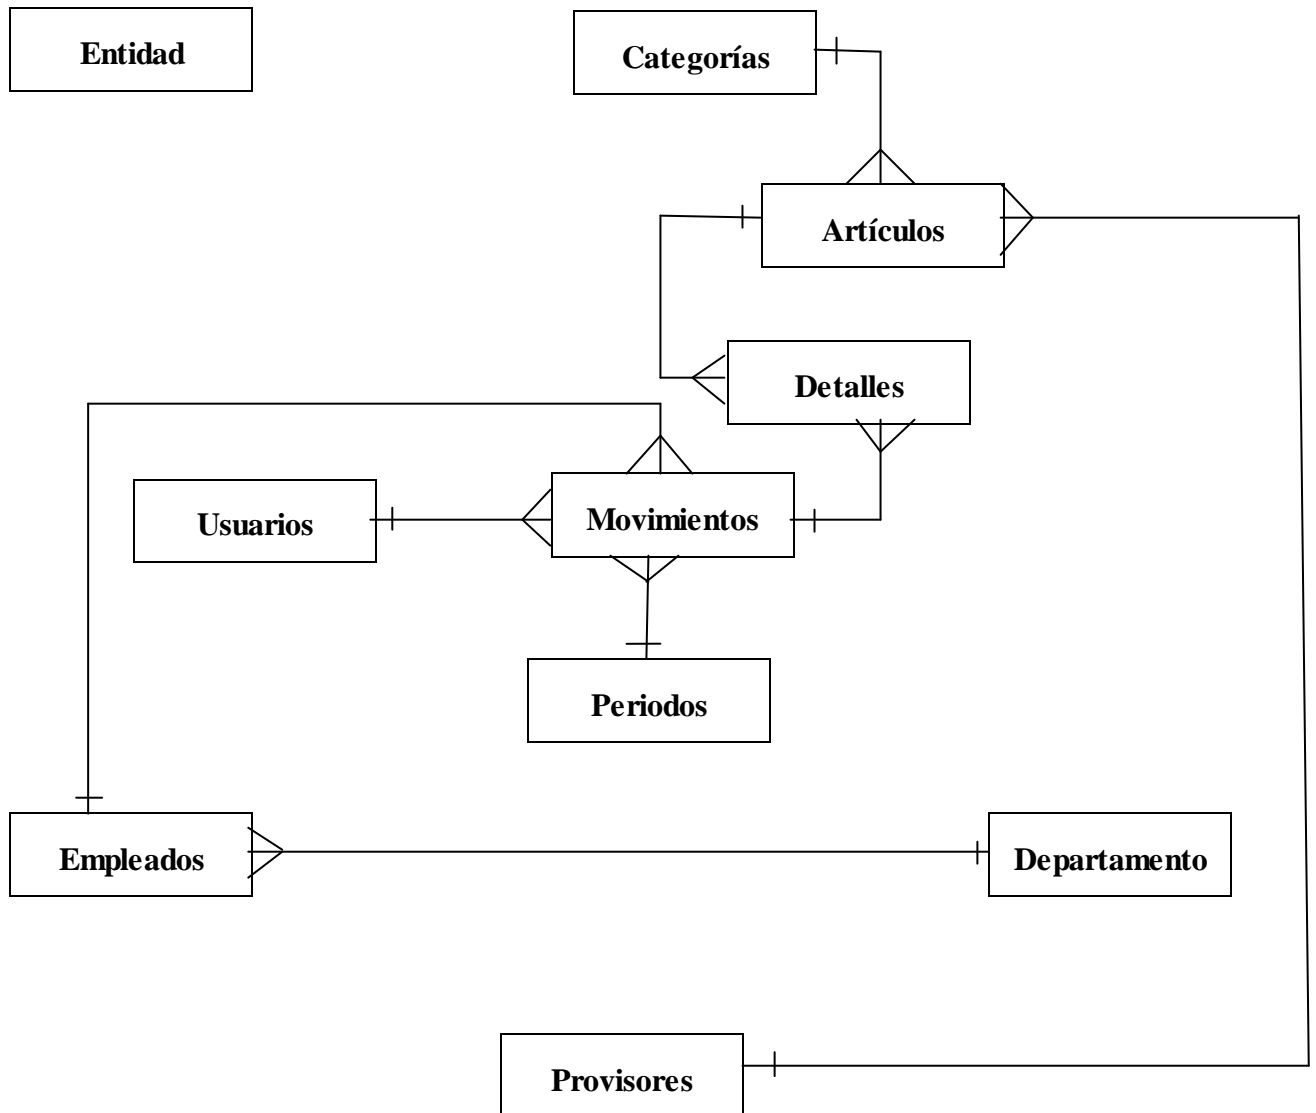 Entidad
Categorías
Artículos
Detalles
Usuarios
Movimientos
Periodos
Empleados
Departamento
Provisores